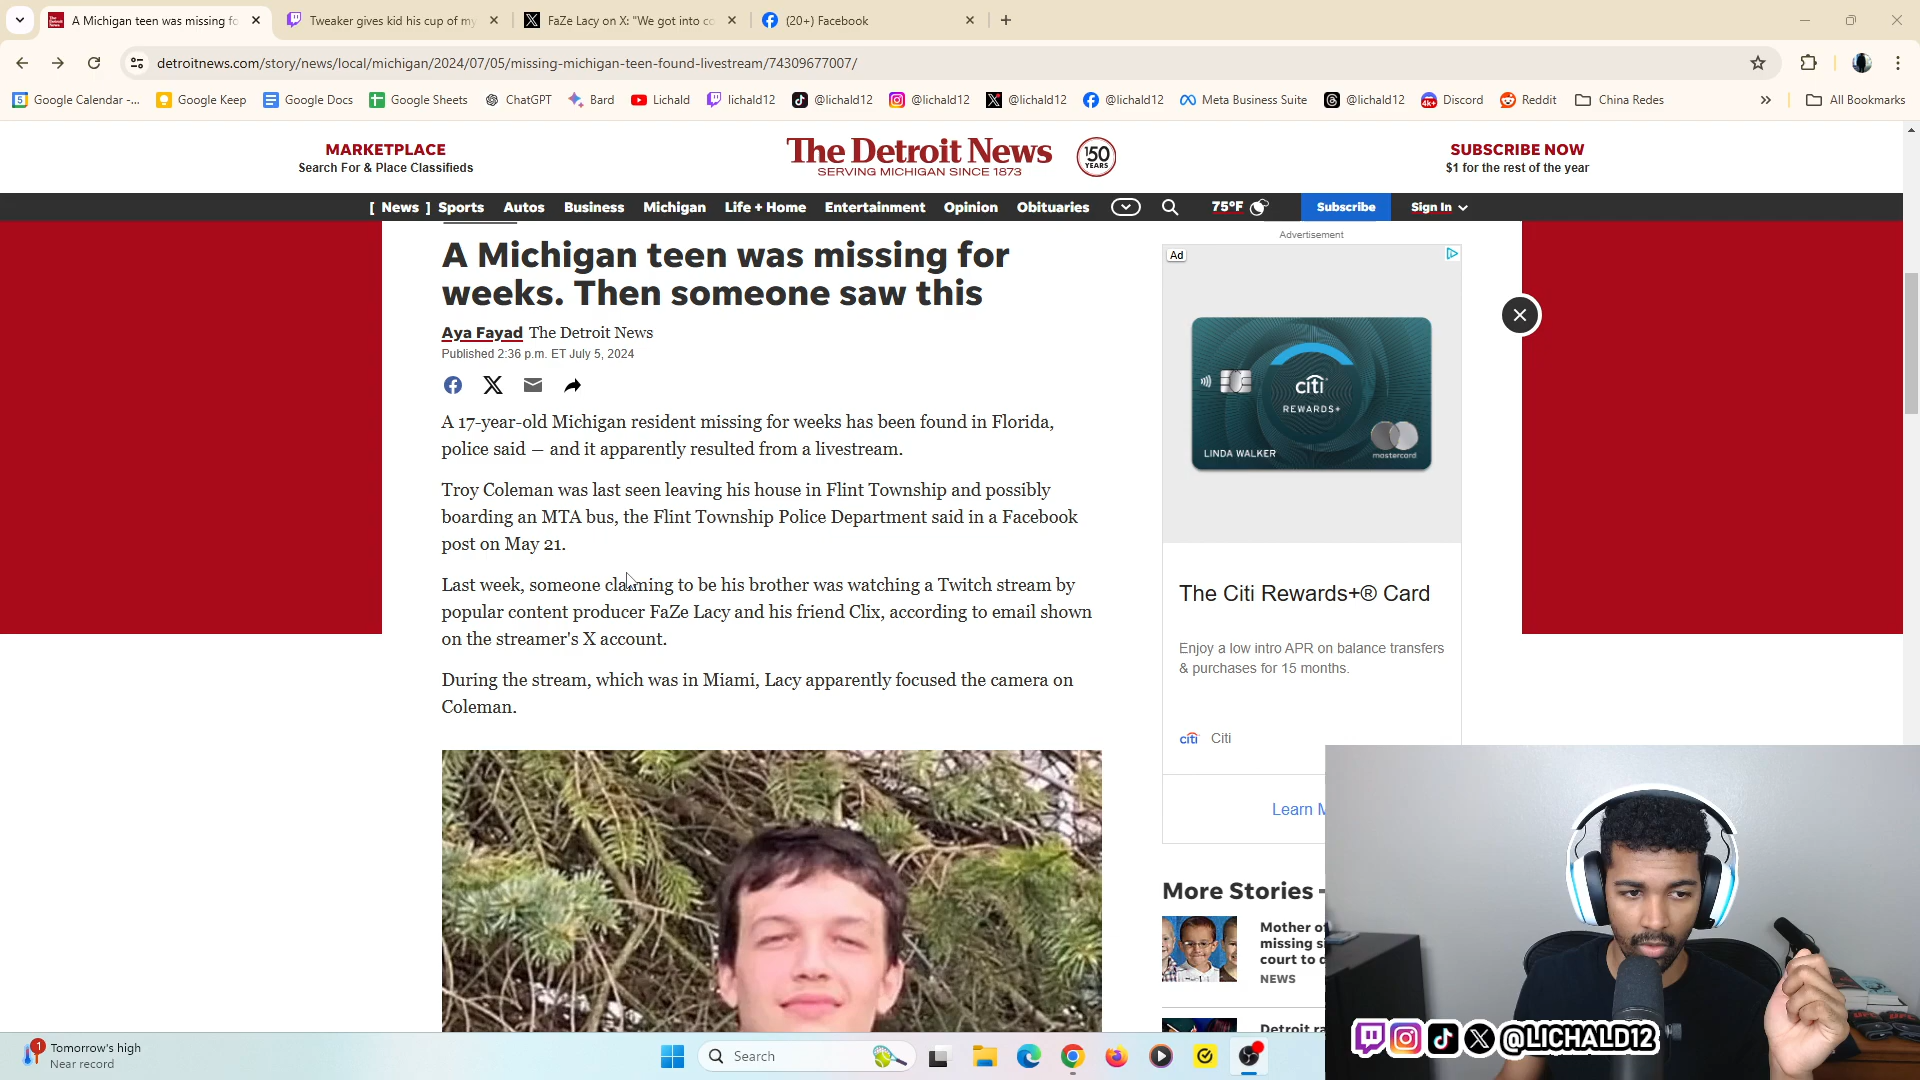 A Michigan teen was missing fo
Tweaker gives kid his cup of my
FaZe Lacy on X: "We got into co
(20+) Facebook
detroitnews.com/story/news/local/michigan/2024/07/05/missing-michigan-teen-found-livestream/74309677007/
Google Calendar -...
Google Keep
Google Docs
Google Sheets
ChatGPT
Bard
Lichald
lichald12
@lichald12
@lichald12
@lichald12
@lichald12
Meta Business Suite
@lichald12
Discord
Reddit
China Redes
All Bookmarks
MARKETPLACE
Search For & Place Classifieds
The Detroit News
SERVING MICHIGAN SINCE 1873
150 YEARS
SUBSCRIBE NOW
$1 for the rest of the year
[ News ] Sports Autos Business Michigan Life + Home Entertainment Opinion Obituaries 75°F Subscribe Sign In
A Michigan teen was missing for
weeks. Then someone saw this
Aya Fayad The Detroit News
Published 2:36 p.m. ET July 5, 2024
A 17-year-old Michigan resident missing for weeks has been found in Florida,
police said — and it apparently resulted from a livestream.
Troy Coleman was last seen leaving his house in Flint Township and possibly
boarding an MTA bus, the Flint Township Police Department said in a Facebook
post on May 21.
Last week, someone claiming to be his brother was watching a Twitch stream by
popular content producer FaZe Lacy and his friend Clix, according to email shown
on the streamer's X account.
During the stream, which was in Miami, Lacy apparently focused the camera on
Coleman.
Advertisement
Ad
citi
REWARDS+
LINDA WALKER
mastercard
The Citi Rewards+® Card
Enjoy a low intro APR on balance transfers
& purchases for 15 months.
citi Citi
Learn M
More Stories
Mother of
missing s
court to d
NEWS
Detroit ra
@LICHALD12
1
Tomorrow's high
Near record
Search